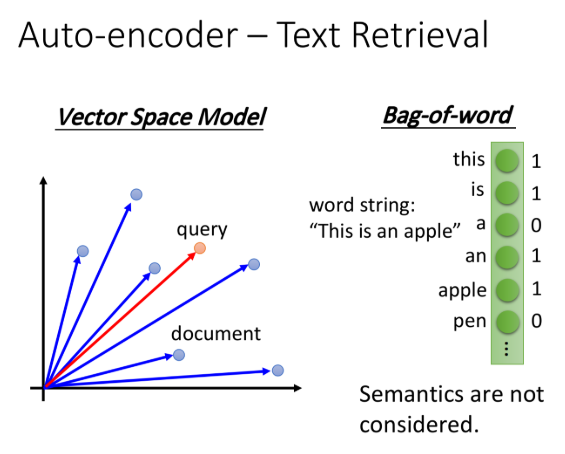 Auto-encoder – Text Retrieval
Vector Space Model
query
document
Bag-of-word
word string:
“This is an apple”
this 1
is 1
a 0
an 1
apple 1
pen 0
⋮
Semantics are not
considered.